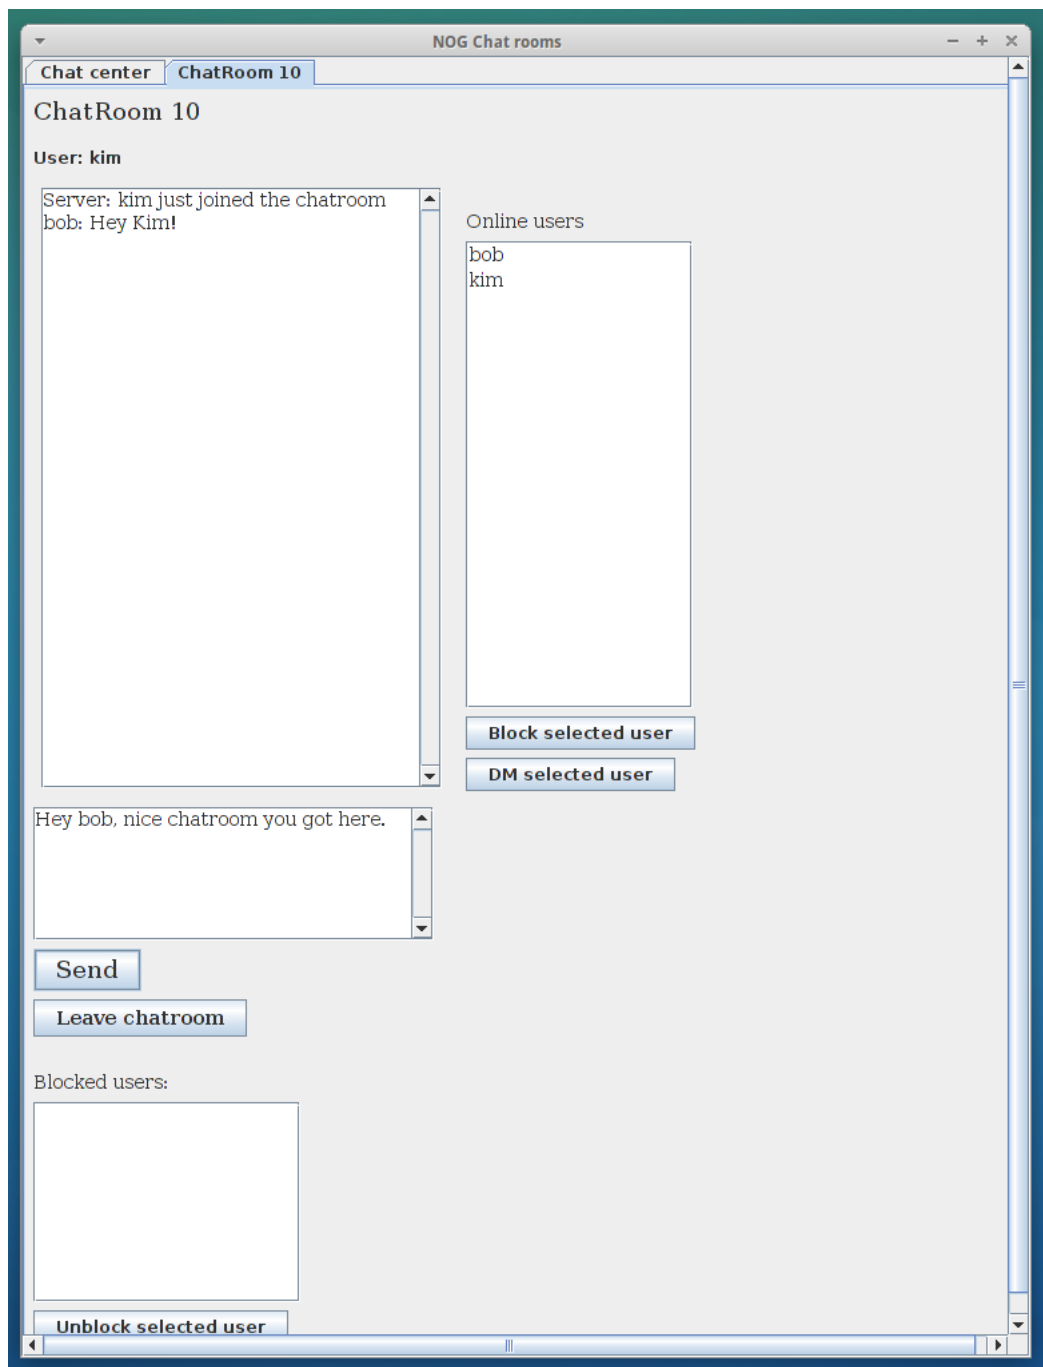 NOG Chat rooms
Chat center
ChatRoom 10
ChatRoom 10
User: kim
Server: kim just joined the chatroom
bob: Hey Kim!
Online users
bob
kim
Block selected user
DM selected user
Hey bob, nice chatroom you got here.
Send
Leave chatroom
Blocked users:
Unblock selected user